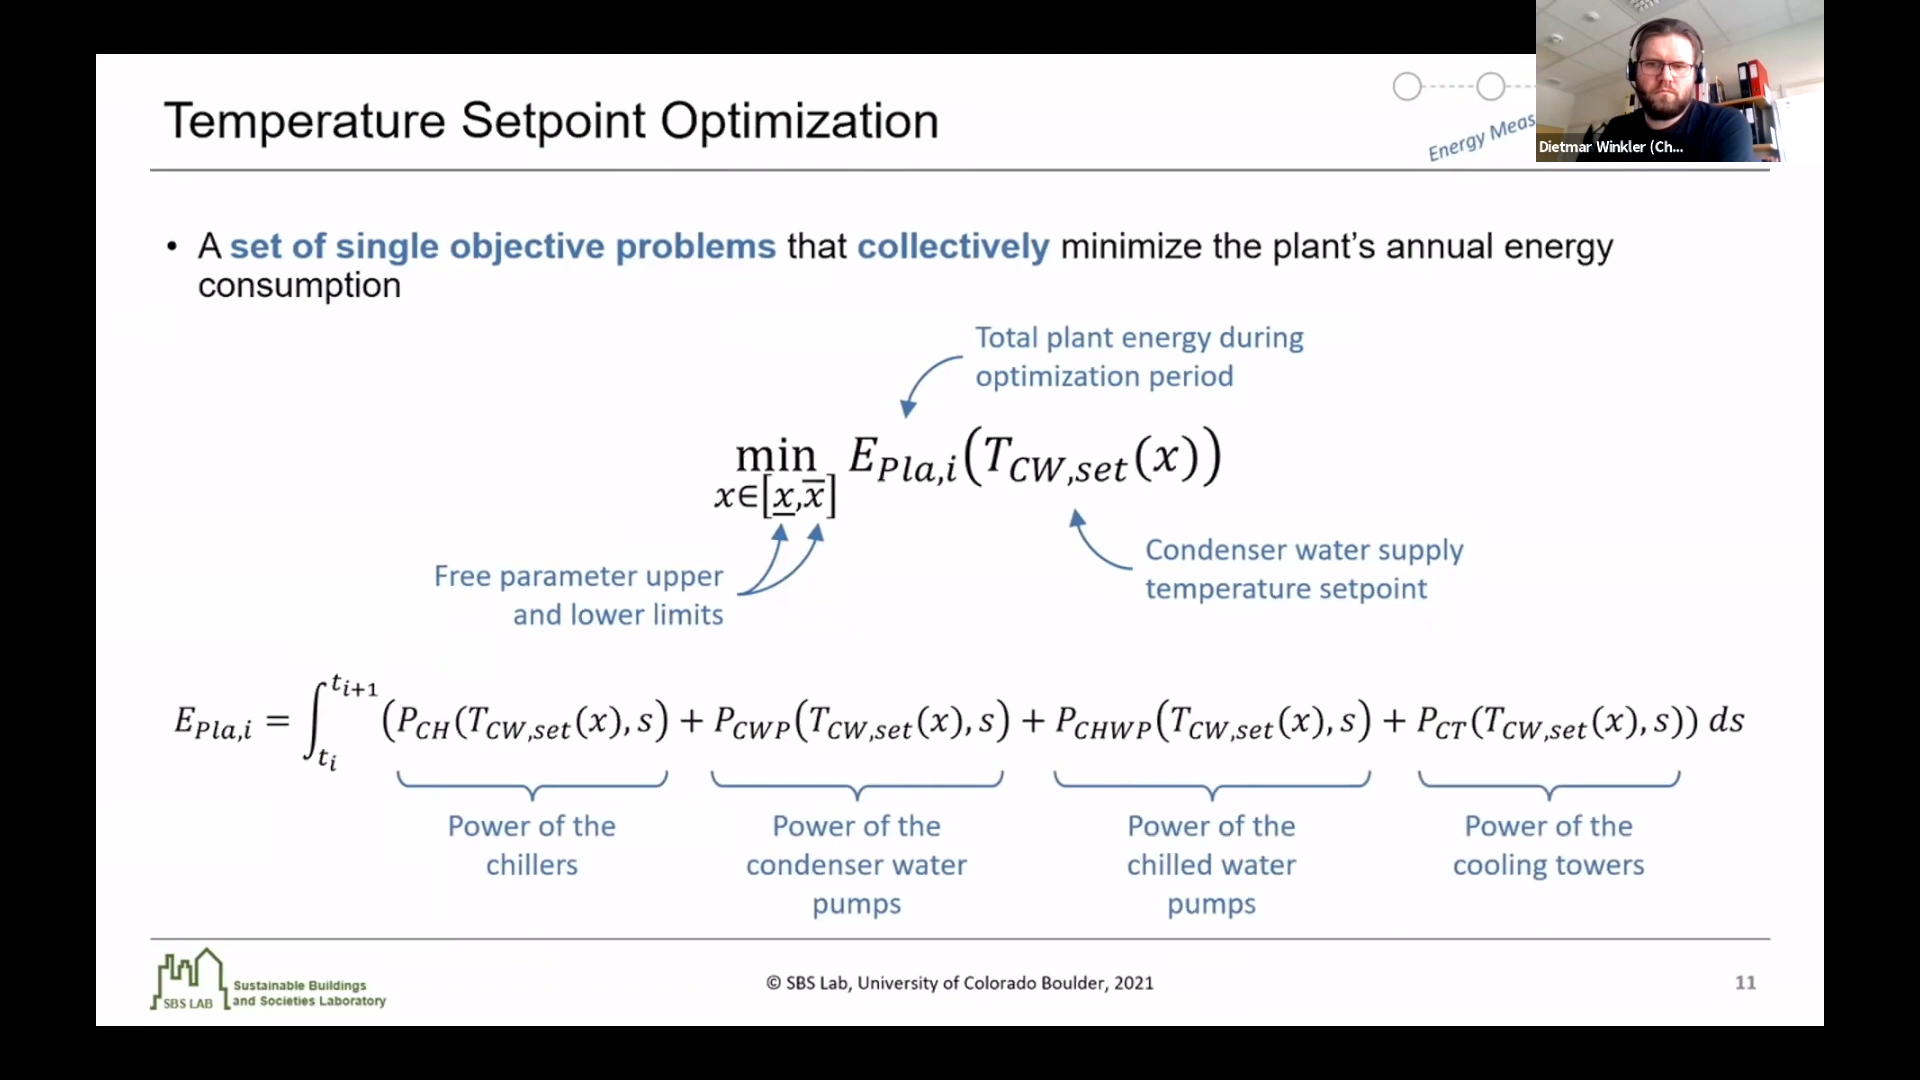 Temperature Setpoint Optimization
Energy Meas
Dietmar Winkler (Ch...
• A set of single objective problems that collectively minimize the plant’s annual energy
consumption
Total plant energy during
optimization period
min E_{Pla,i}(T_{CW,set}(x))
x∈[x̲,x̅]
Condenser water supply
temperature setpoint
Free parameter upper
and lower limits
E_{Pla,i} = ∫_{t_i}^{t_{i+1}} (P_{CH}(T_{CW,set}(x), s) + P_{CWP}(T_{CW,set}(x), s) + P_{CHWP}(T_{CW,set}(x), s) + P_{CT}(T_{CW,set}(x), s)) ds
Power of the
chillers
Power of the
condenser water
pumps
Power of the
chilled water
pumps
Power of the
cooling towers
SBS LAB
Sustainable Buildings
and Societies Laboratory
© SBS Lab, University of Colorado Boulder, 2021
11